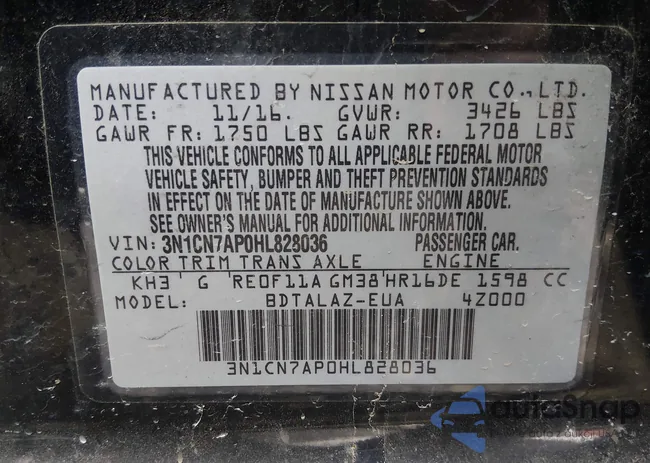 MANUFACTURED BY NISSAN MOTOR CO., LTD.
DATE: 11/16. GVWR: 3426 LBS
GAWR FR: 1750 LBS GAWR RR: 1708 LBS
THIS VEHICLE CONFORMS TO ALL APPLICABLE FEDERAL MOTOR
VEHICLE SAFETY, BUMPER AND THEFT PREVENTION STANDARDS
IN EFFECT ON THE DATE OF MANUFACTURE SHOWN ABOVE.
SEE OWNER'S MANUAL FOR ADDITIONAL INFORMATION.
VIN: 3N1CN7AP0HL828036 PASSENGER CAR.
COLOR TRIM TRANS AXLE ENGINE
KH3 G RE0F11A GM38 HR16DE 1598 CC
MODEL: BDTALAZ-EUA 4Z000
3N1CN7AP0HL828036
autoSnap